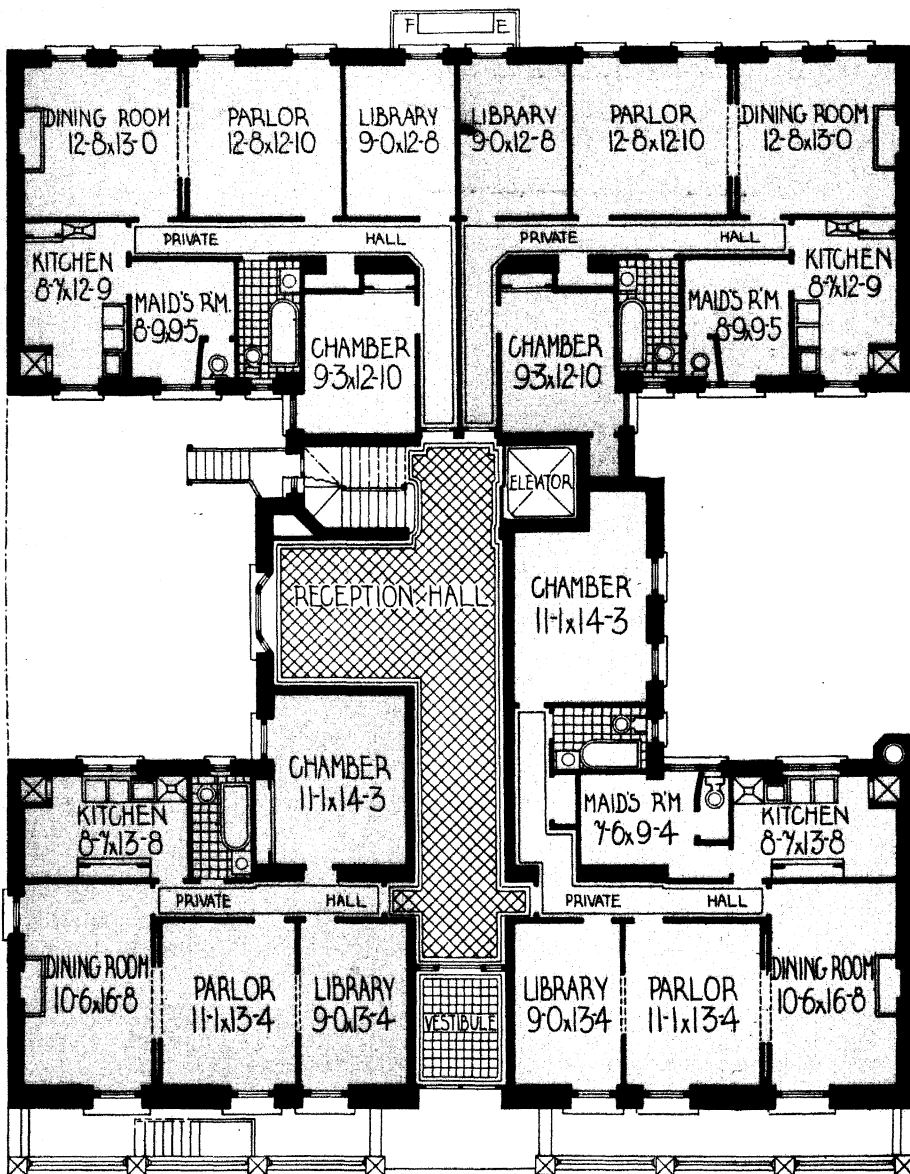 F E
DINING ROOM
12-8x13-0
PARLOR
12-8x12-10
LIBRARY
9-0x12-8
LIBRARY
9-0x12-8
PARLOR
12-8x12-10
DINING ROOM
12-8x13-0
PRIVATE HALL
PRIVATE HALL
KITCHEN
8-7x12-9
MAID'S R'M.
8-9x9-5
CHAMBER
9-3x12-10
CHAMBER
9-3x12-10
MAID'S R'M
8-9x9-5
KITCHEN
8-7x12-9
ELEVATOR
RECEPTION HALL
CHAMBER
11-1x14-3
CHAMBER
11-1x14-3
KITCHEN
8-7x13-8
MAID'S R'M
7-6x9-4
KITCHEN
8-7x13-8
PRIVATE HALL
PRIVATE HALL
DINING ROOM
10-6x16-8
PARLOR
11-1x13-4
LIBRARY
9-0x13-4
VESTIBULE
LIBRARY
9-0x13-4
PARLOR
11-1x13-4
DINING ROOM
10-6x16-8